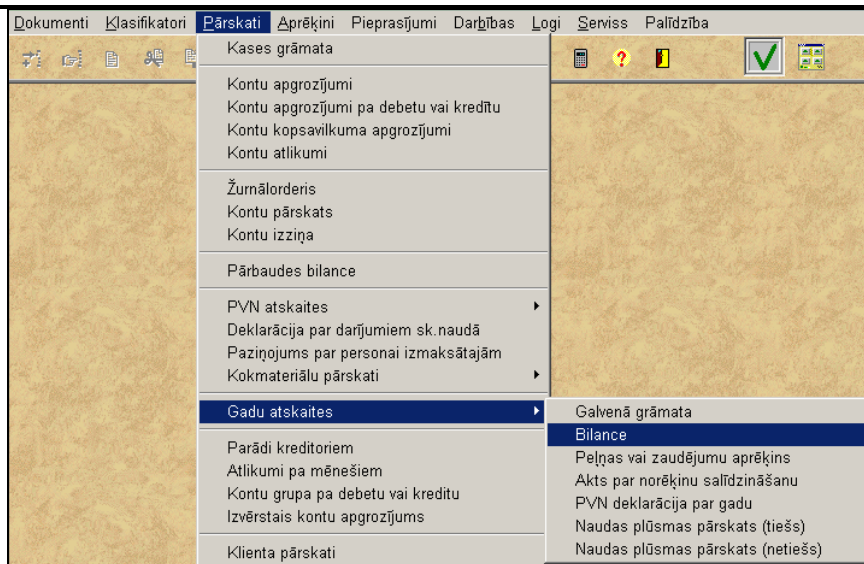 Dokumenti Klasifikatori Pārskati Aprēķini Pieprasījumi Darbības Logi Serviss Palīdzība
Kases grāmata
Kontu apgrozījumi
Kontu apgrozījumi pa debetu vai kredītu
Kontu kopsavilkuma apgrozījumi
Kontu atlikumi
Žurnālorderis
Kontu pārskats
Kontu izziņa
Pārbaudes bilance
PVN atskaites
Deklarācija par darījumiem sk.naudā
Paziņojums par personai izmaksātajām
Kokmateriālu pārskati
Gadu atskaites
Parādi kreditoriem
Atlikumi pa mēnešiem
Kontu grupa pa debetu vai kreditu
Izvērstais kontu apgrozījums
Klienta pārskati
Galvenā grāmata
Bilance
Peļņas vai zaudējumu aprēķins
Akts par norēķinu salīdzināšanu
PVN deklarācija par gadu
Naudas plūsmas pārskats (tiešs)
Naudas plūsmas pārskats (netiešs)